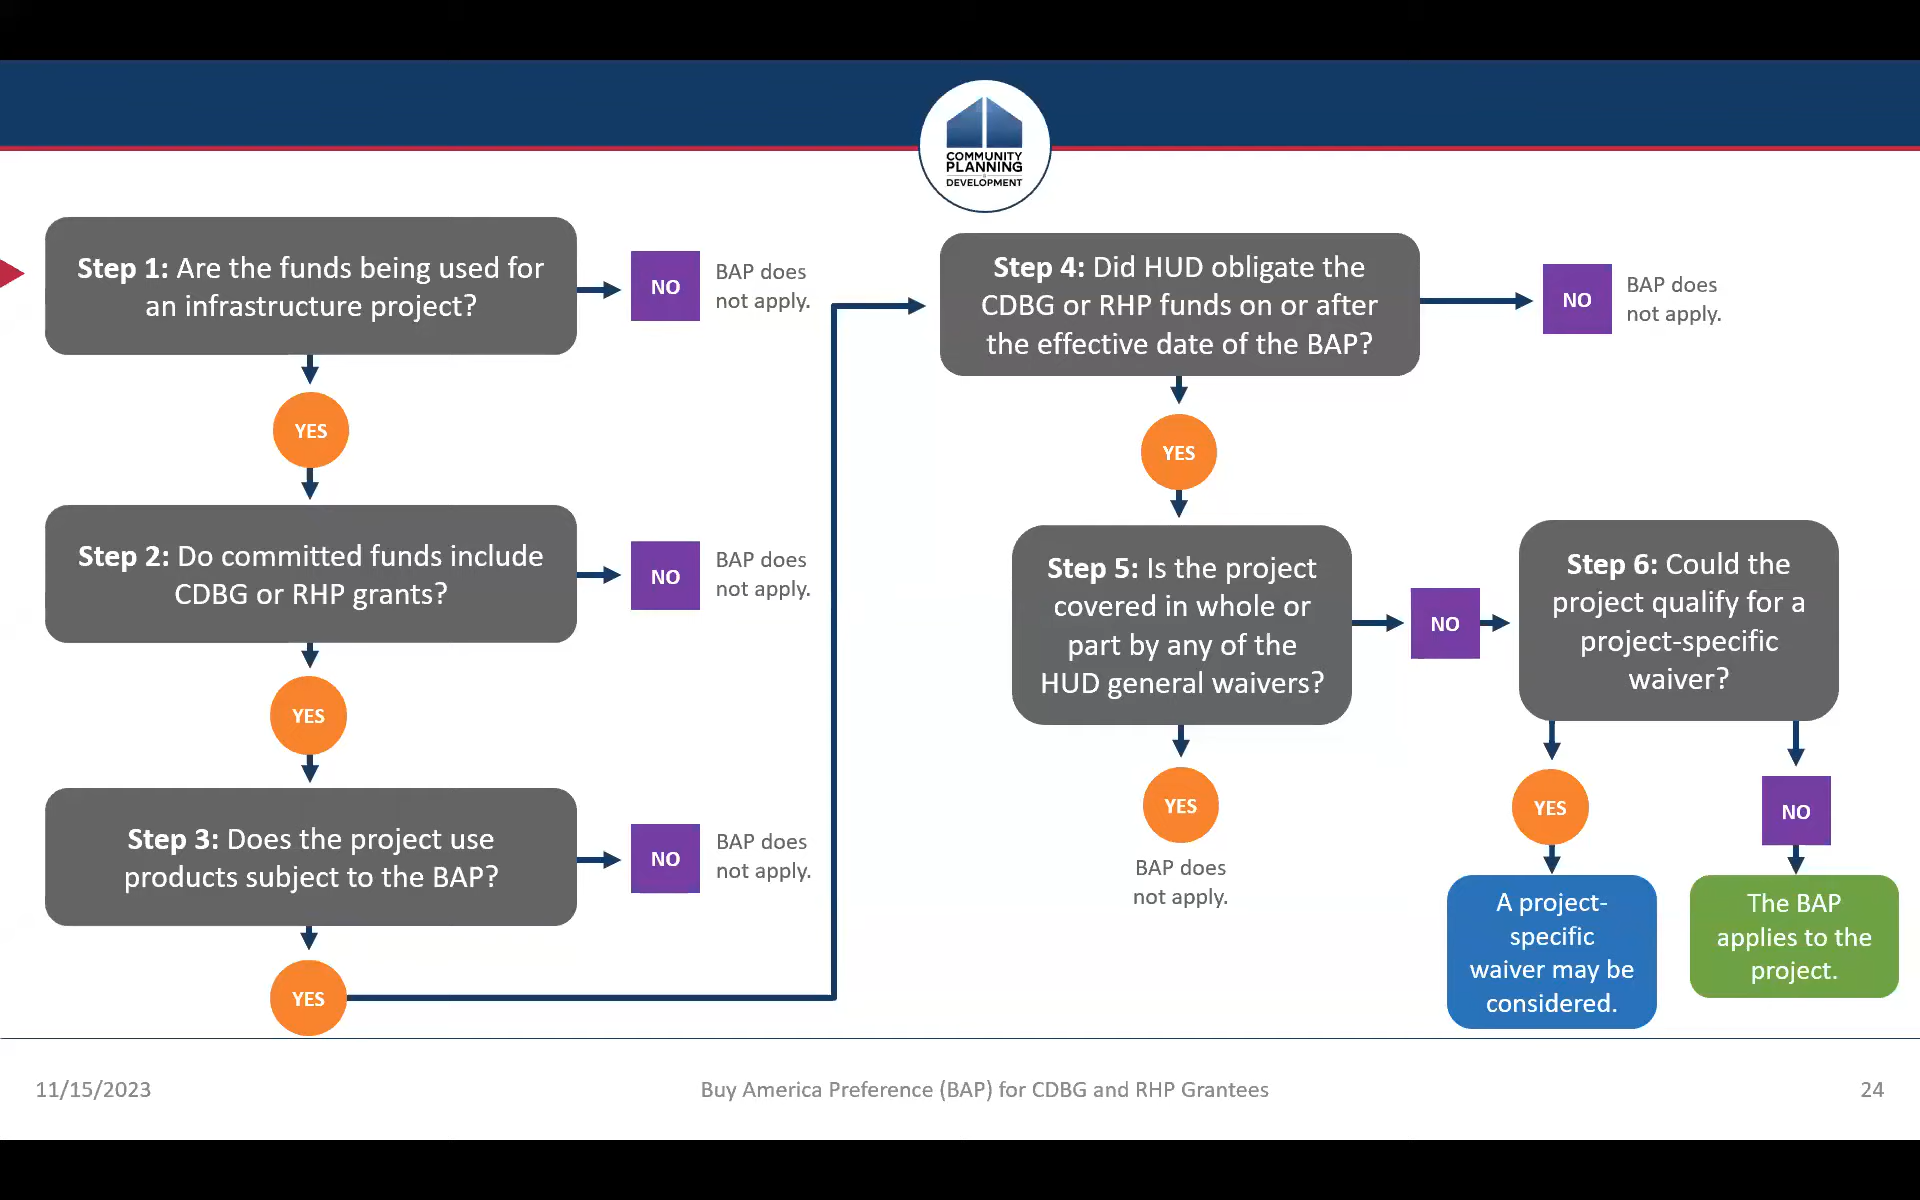 COMMUNITY
PLANNING
DEVELOPMENT
Step 1: Are the funds being used for
an infrastructure project?
NO
BAP does
not apply.
YES
Step 2: Do committed funds include
CDBG or RHP grants?
NO
BAP does
not apply.
YES
Step 3: Does the project use
products subject to the BAP?
NO
BAP does
not apply.
YES
Step 4: Did HUD obligate the
CDBG or RHP funds on or after
the effective date of the BAP?
NO
BAP does
not apply.
YES
Step 5: Is the project
covered in whole or
part by any of the
HUD general waivers?
YES
BAP does
not apply.
NO
Step 6: Could the
project qualify for a
project-specific
waiver?
YES
A project-
specific
waiver may be
considered.
NO
The BAP
applies to the
project.
11/15/2023
Buy America Preference (BAP) for CDBG and RHP Grantees
24